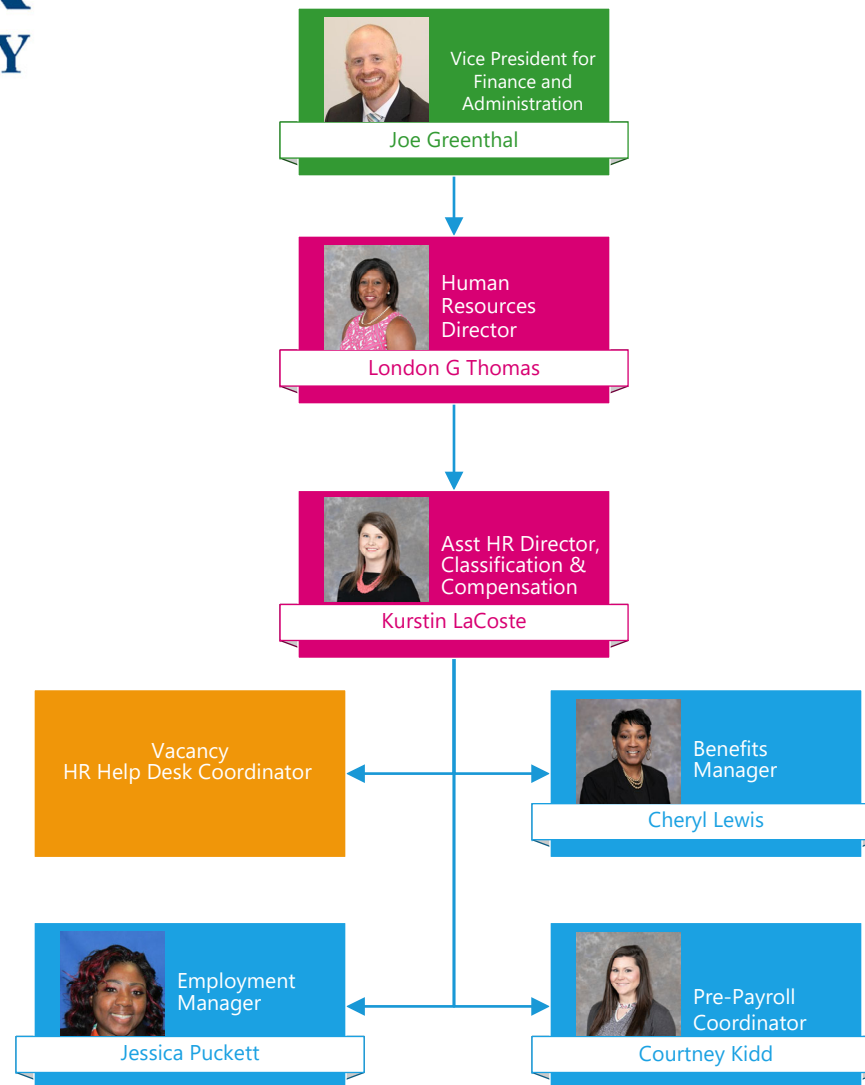 Y
Vice President for
Finance and
Administration
Joe Greenthal
Human
Resources
Director
London G Thomas
Asst HR Director,
Classification &
Compensation
Kurstin LaCoste
Vacancy
HR Help Desk Coordinator
Benefits
Manager
Cheryl Lewis
Employment
Manager
Jessica Puckett
Pre-Payroll
Coordinator
Courtney Kidd